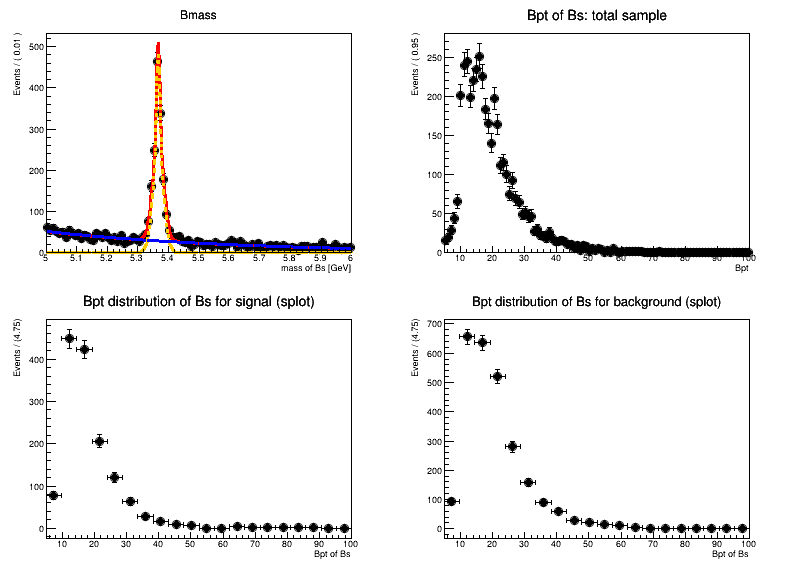 Bmass
Events / ( 0.01 )
500
400
300
200
100
0
5 5.1 5.2 5.3 5.4 5.5 5.6 5.7 5.8 5.9 6
mass of Bs [GeV]
Bpt of Bs: total sample
Events / ( 0.95 )
250
200
150
100
50
0
10 20 30 40 50 60 70 80 90 100
Bpt
Bpt distribution of Bs for signal (splot)
Events / (4.75)
400
300
200
100
0
10 20 30 40 50 60 70 80 90 100
Bpt of Bs
Bpt distribution of Bs for background (splot)
Events / (4.75)
700
600
500
400
300
200
100
0
10 20 30 40 50 60 70 80 90 100
Bpt of Bs